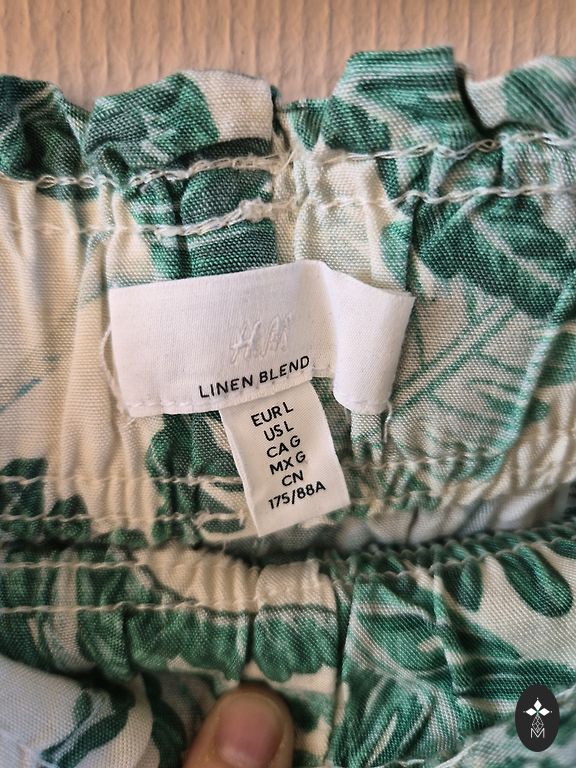 H&M
LINEN BLEND
EUR L
US L
CA G
MX G
CN
175/88A